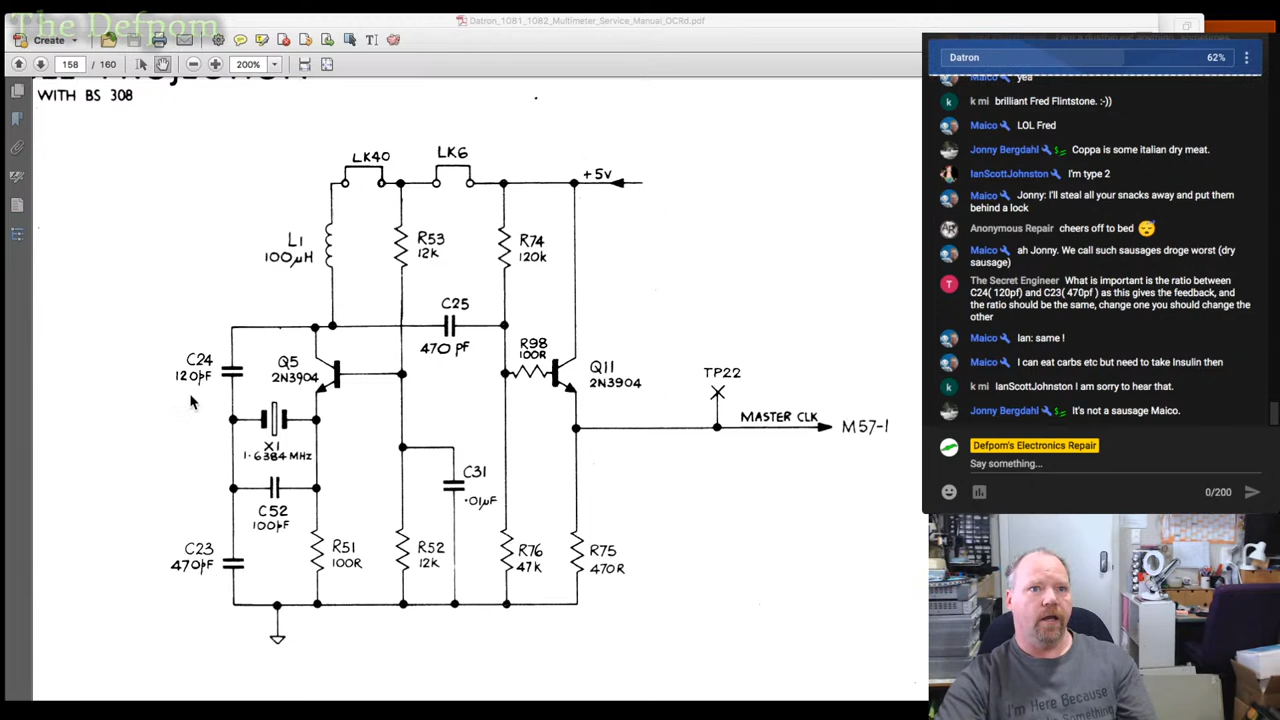 The Defpom
Datron_1081_1082_Multimeter_Service_Manual_OCRd.pdf
Create
158 / 160
200%
WITH BS 308
LK40
LK6
+5v
L1
100µH
R53
12k
R74
120k
C25
470 pF
R98
100R
C24
120pF
Q5
2N3904
Q11
2N3904
TP22
MASTER CLK
M57-1
X1
1.6384 MHz
C31
.01µF
C52
100pF
C23
470pF
R51
100R
R52
12k
R76
47k
R75
470R
Datron
62%
Maico yea
k mi brilliant Fred Flintstone. :-))
Maico LOL Fred
Jonny Bergdahl Coppa is some italian dry meat.
IanScottJohnston I'm type 2
Maico Jonny: I'll steal all your snacks away and put them
behind a lock
Anonymous Repair cheers off to bed
Maico ah Jonny. We call such sausages droge worst (dry
sausage)
The Secret Engineer What is important is the ratio between
C24( 120pf) and C23( 470pf) as this gives the feedback, and
the ratio should be the same, change one you should change the
other
Maico Ian: same !
Maico I can eat carbs etc but need to take Insulin then
k mi IanScottJohnston I am sorry to hear that.
Jonny Bergdahl It's not a sausage Maico.
Defpom's Electronics Repair
Say something...
0/200
I'm Here Because